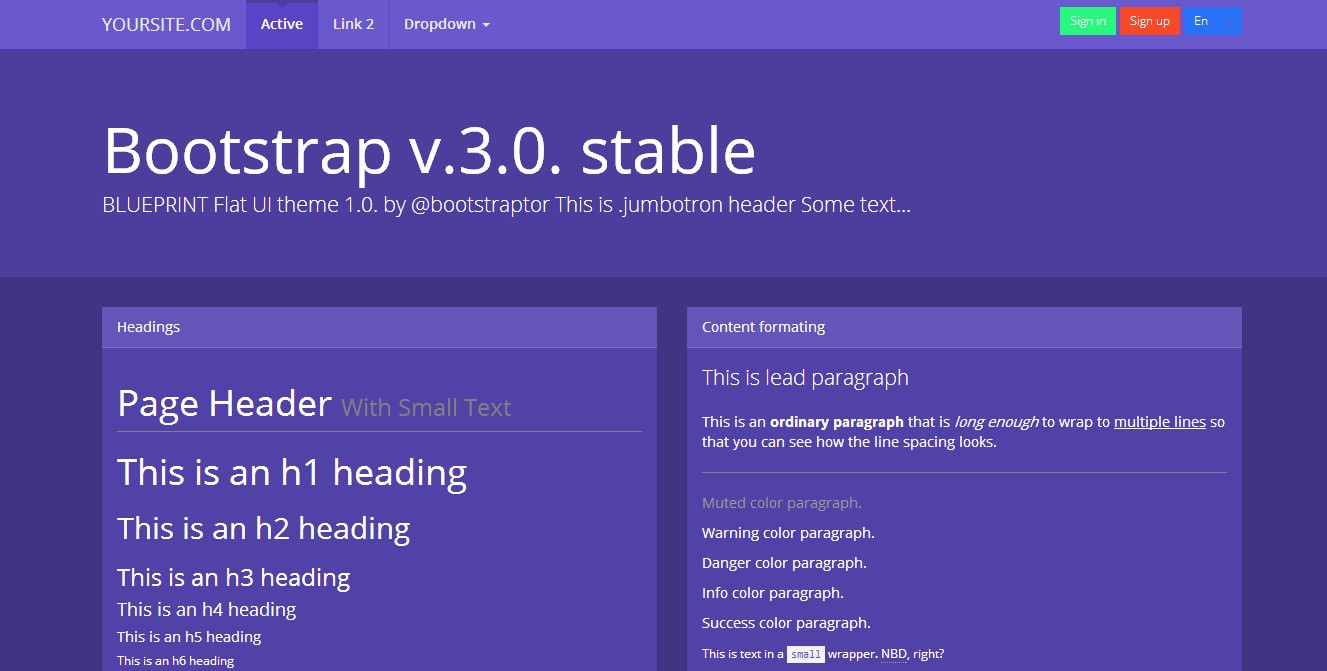 YOURSITE.COM Active Link 2 Dropdown Sign in Sign up En
Bootstrap v.3.0. stable
BLUEPRINT Flat UI theme 1.0. by @bootstraptor This is .jumbotron header Some text...
Headings
Page Header With Small Text
This is an h1 heading
This is an h2 heading
This is an h3 heading
This is an h4 heading
This is an h5 heading
This is an h6 heading
Content formating
This is lead paragraph
This is an ordinary paragraph that is long enough to wrap to multiple lines so
that you can see how the line spacing looks.
Muted color paragraph.
Warning color paragraph.
Danger color paragraph.
Info color paragraph.
Success color paragraph.
This is text in a small wrapper. NBD, right?